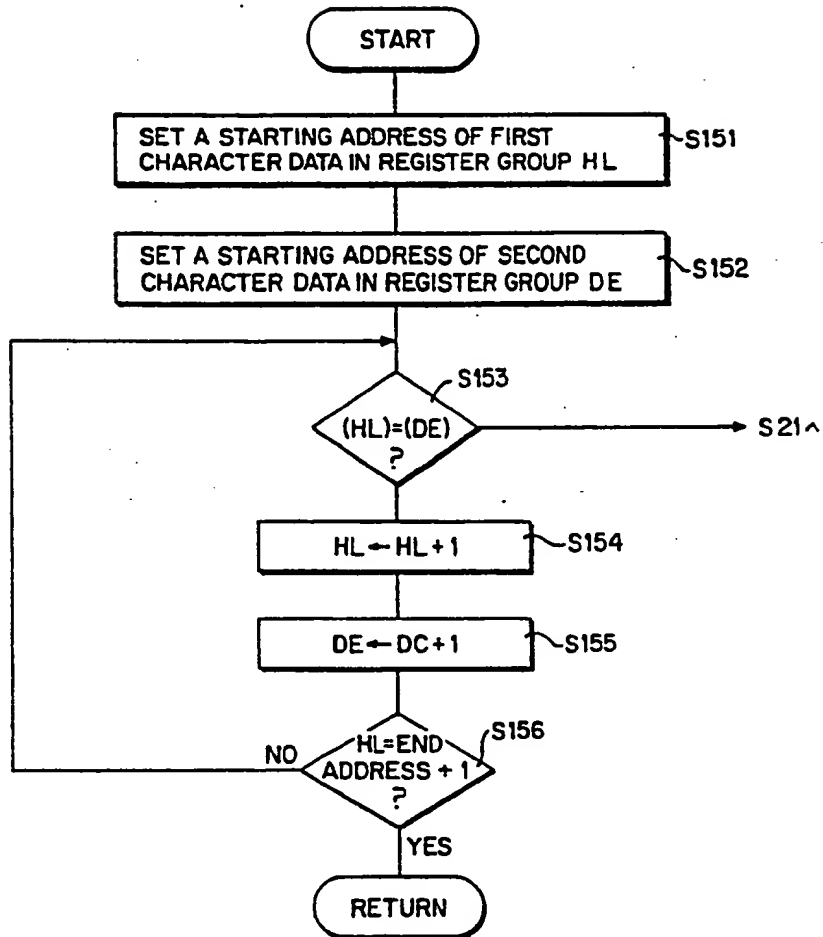 START
SET A STARTING ADDRESS OF FIRST
CHARACTER DATA IN REGISTER GROUP HL
S151
SET A STARTING ADDRESS OF SECOND
CHARACTER DATA IN REGISTER GROUP DE
S152
S153
(HL)=(DE)
?
S21^
HL←HL+1
S154
DE←DC+1
S155
S156
HL=END
ADDRESS + 1
?
NO
YES
RETURN